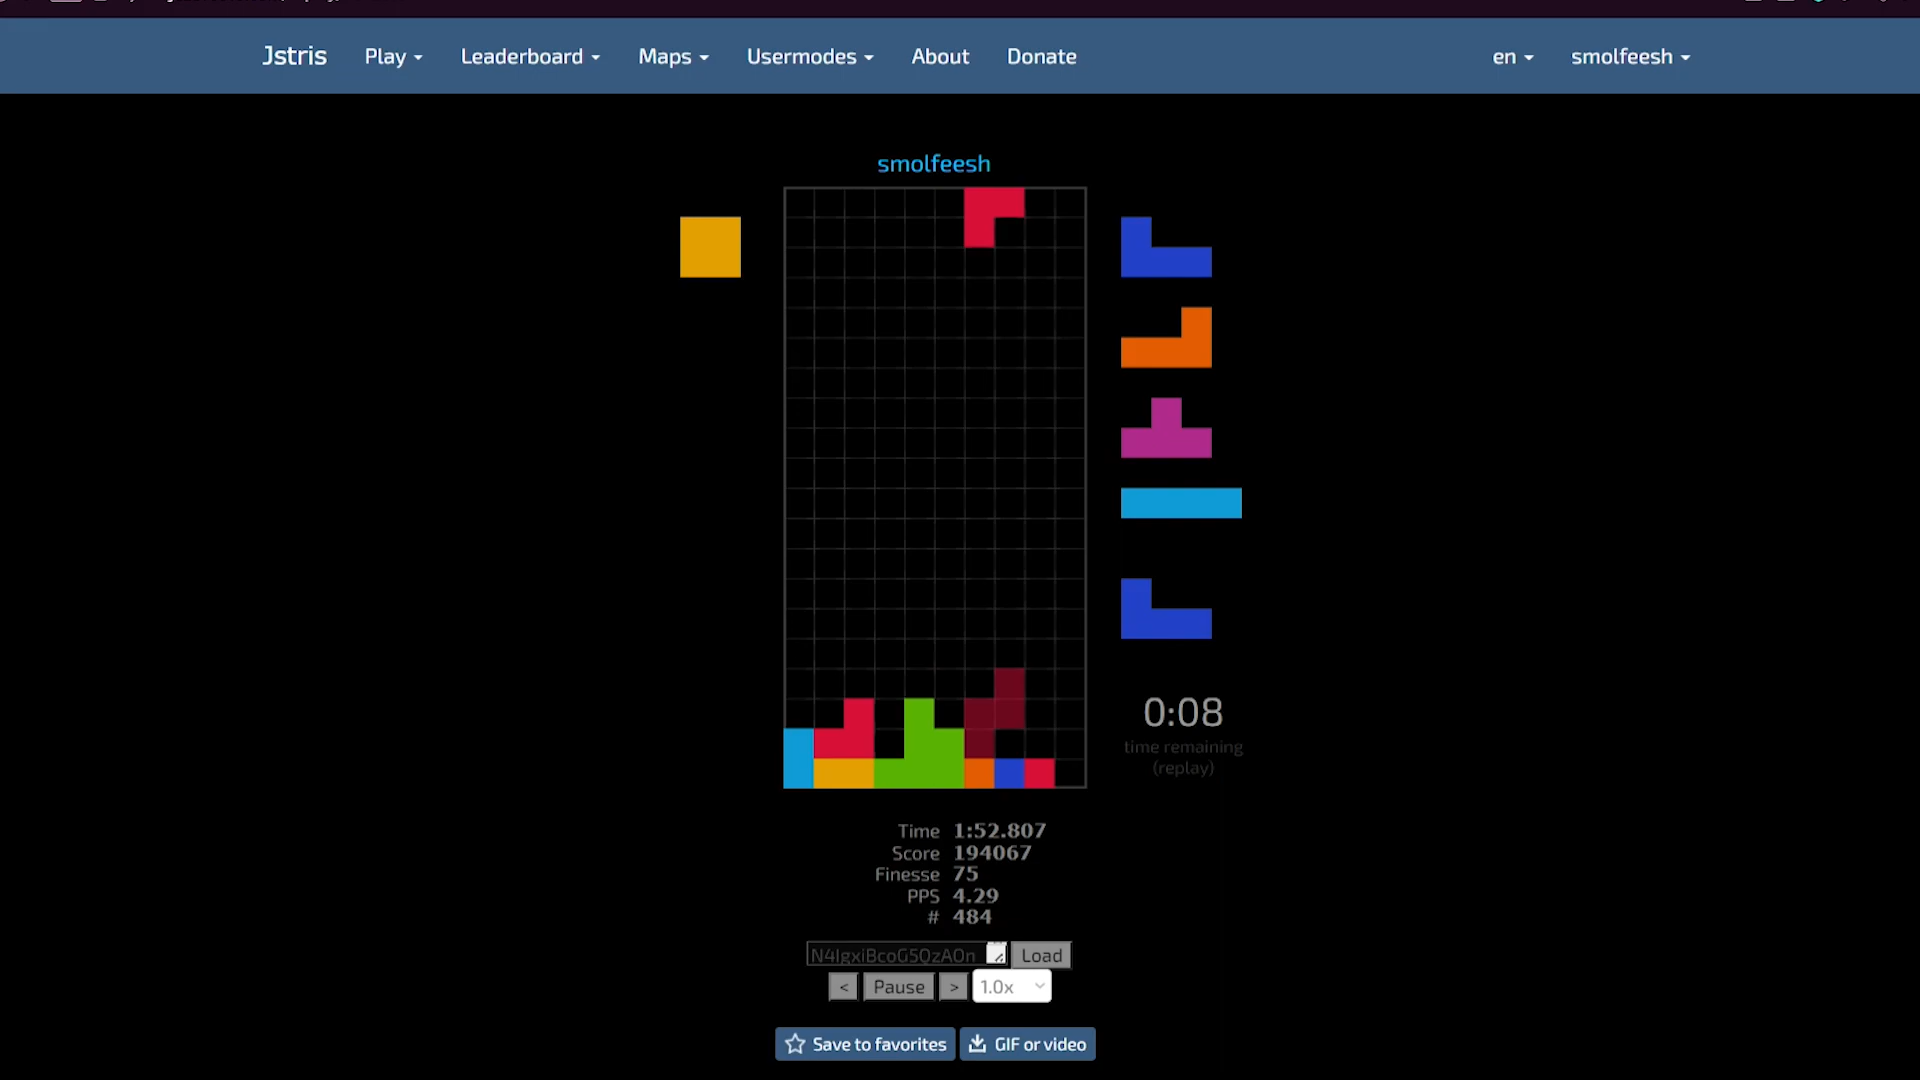 Jstris Play Leaderboard Maps Usermodes About Donate en smolfeesh
smolfeesh
0:08
time remaining
(replay)
Time 1:52.807
Score 194067
Finesse 75
PPS 4.29
# 484
N4IgxiBcoG5QzAOn Load
< Pause > 1.0x
Save to favorites GIF or video